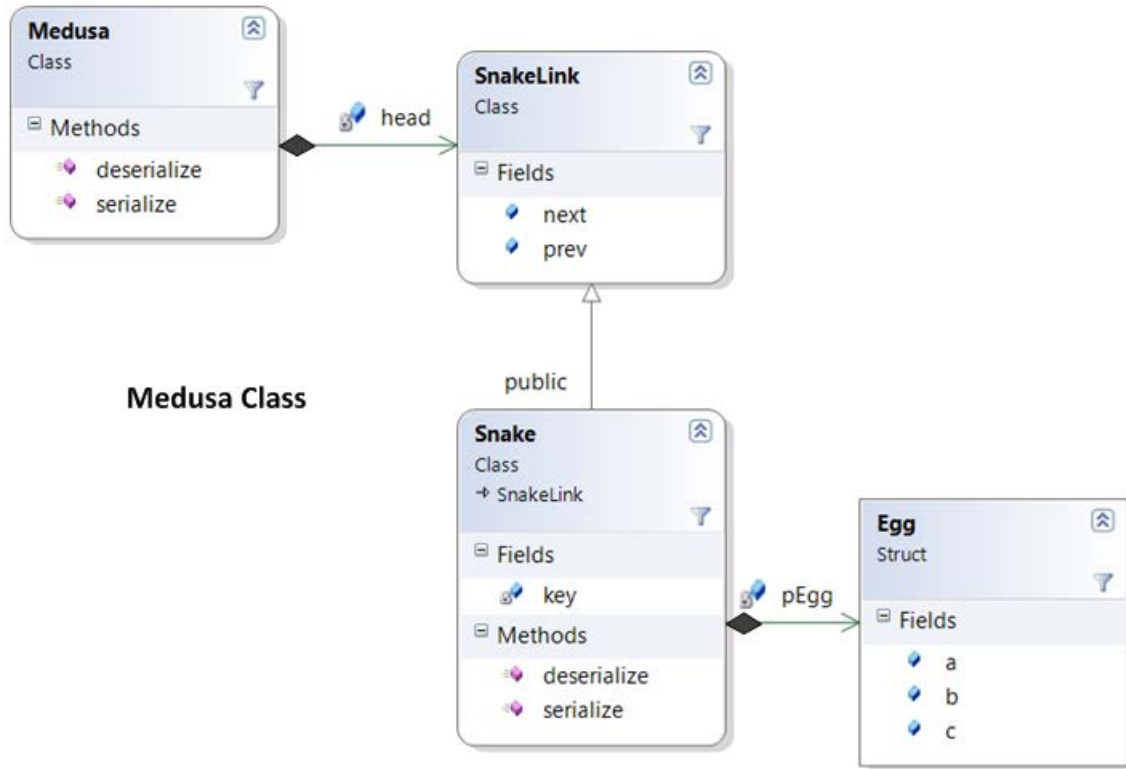 Medusa
Class
Methods
deserialize
serialize
head
SnakeLink
Class
Fields
next
prev
public
Medusa Class
Snake
Class
SnakeLink
Fields
key
Methods
deserialize
serialize
pEgg
Egg
Struct
Fields
a
b
c